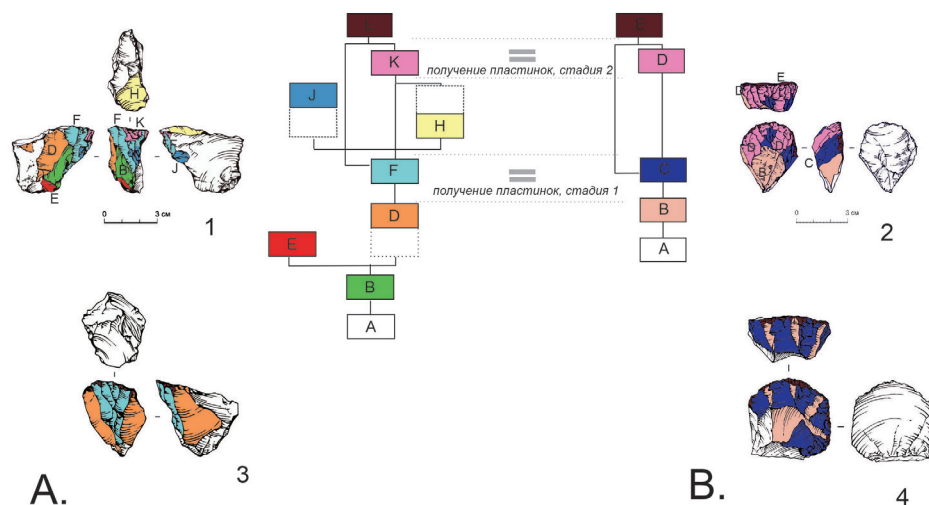 L
E
K
D
получение пластинок, стадия 2
J
H
F
C
получение пластинок, стадия 1
D
B
E
A
B
A
H
F F K
D
B
J
E
0 3 см
1
D E
D D
B
C
0 3 см
2
3
A.
B.
4